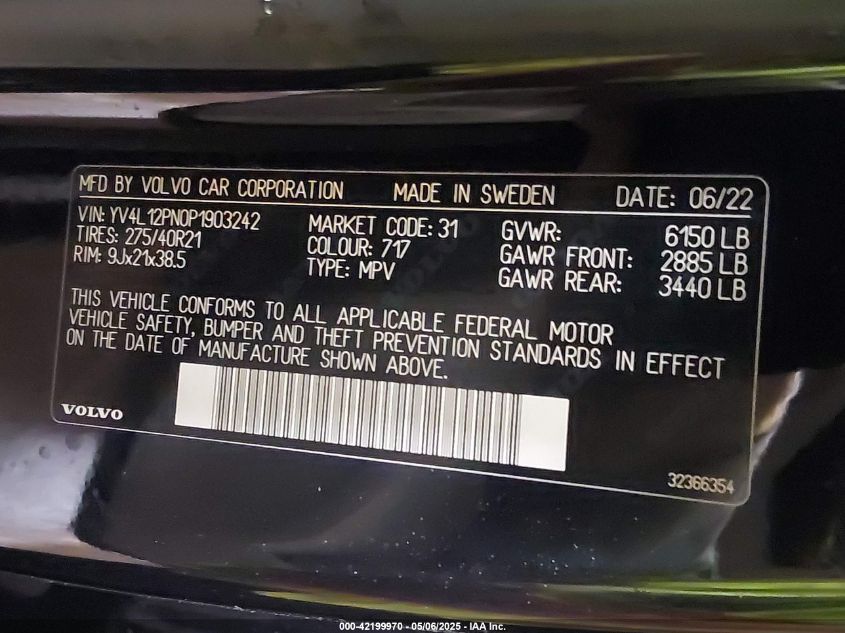 MFD BY VOLVO CAR CORPORATION MADE IN SWEDEN DATE: 06/22
VIN: YV4L12PN0P1903242 MARKET CODE: 31 GVWR: 6150 LB
TIRES: 275/40R21 COLOUR: 717 GAWR FRONT: 2885 LB
RIM: 9Jx21x38.5 TYPE: MPV GAWR REAR: 3440 LB
THIS VEHICLE CONFORMS TO ALL APPLICABLE FEDERAL MOTOR
VEHICLE SAFETY, BUMPER AND THEFT PREVENTION STANDARDS IN EFFECT
ON THE DATE OF MANUFACTURE SHOWN ABOVE.
VOLVO
32366354
000-42199970 - 05/06/2025 - IAA Inc.